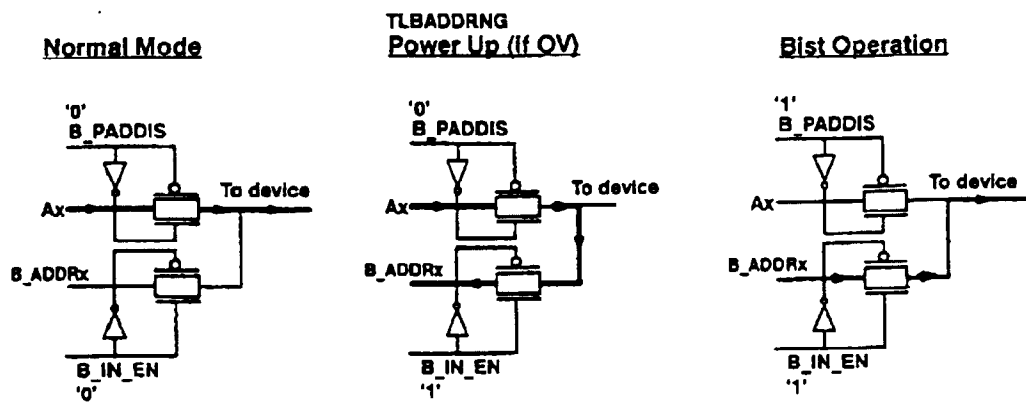 Normal Mode
'0'
B_PADDIS
To device
Ax
B_ADDRx
B_IN_EN
'0'
TLBADDRNG
Power Up (if OV)
'0'
B_PADDIS
To device
Ax
B_ADDRx
B_IN_EN
'1'
Bist Operation
'1'
B_PADDIS
To device
Ax
B_ADDRx
B_IN_EN
'1'